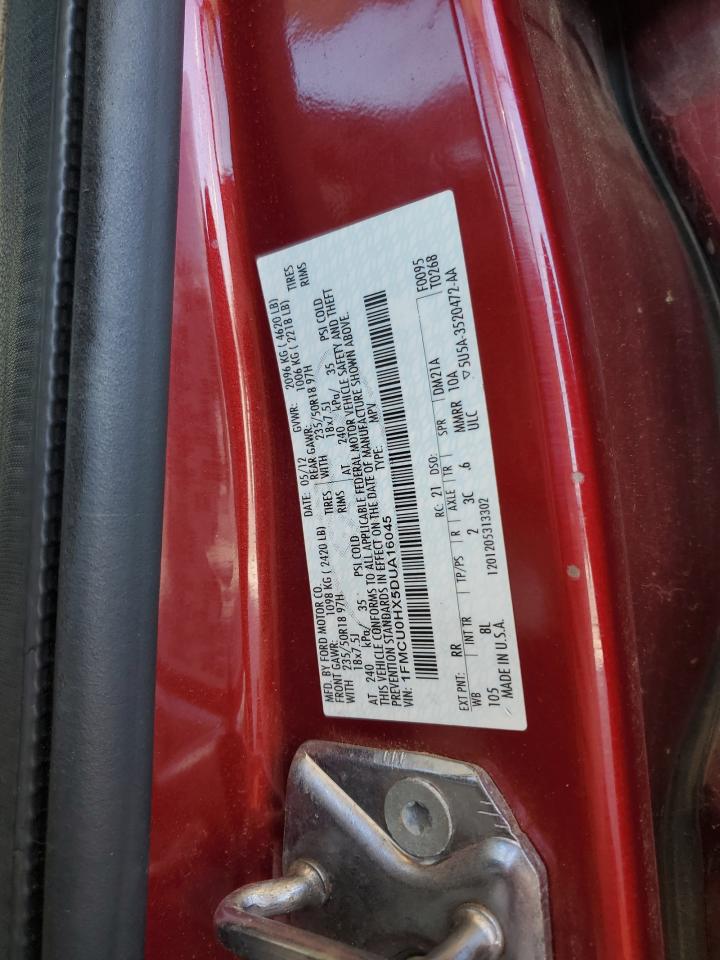 MFD. BY FORD MOTOR CO. DATE: 05/12 GVWR: 2096 KG ( 4620 LB)
FRONT GAWR: 1098 KG ( 2420 LB) REAR GAWR: 1006 KG ( 2218 LB)
WITH 235/50R18 97H TIRES WITH 235/50R18 97H TIRES
18x7.5J RIMS 18x7.5J RIMS
AT 240 kPa/ 35 PSI COLD AT 240 kPa/ 35 PSI COLD
THIS VEHICLE CONFORMS TO ALL APPLICABLE FEDERAL MOTOR VEHICLE SAFETY AND THEFT
PREVENTION STANDARDS IN EFFECT ON THE DATE OF MANUFACTURE SHOWN ABOVE.
VIN: 1FMCU0HX5DUA16045 TYPE: MPV
F0095
T0268
EXT PNT: RR RC: 21 DSO: DM21A
WB INT TR TP/PS R AXLE TR SPR
105 8L 2 3C 6 MMRR 10A
MADE IN U.S.A. 1201205313302 ULC ▽5U5A-3520472-AA